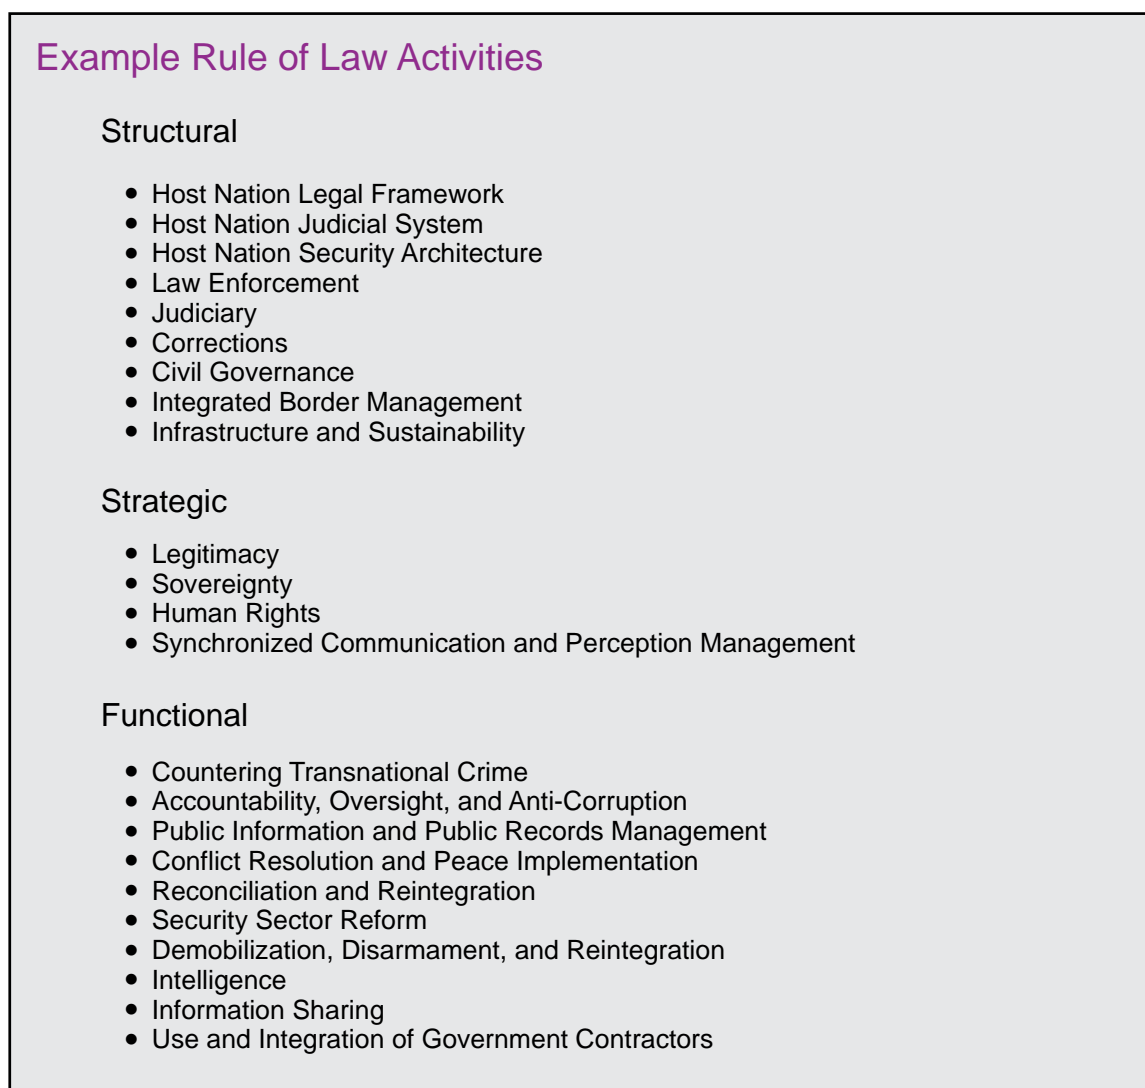 Example Rule of Law Activities
Structural
• Host Nation Legal Framework
• Host Nation Judicial System
• Host Nation Security Architecture
• Law Enforcement
• Judiciary
• Corrections
• Civil Governance
• Integrated Border Management
• Infrastructure and Sustainability
Strategic
• Legitimacy
• Sovereignty
• Human Rights
• Synchronized Communication and Perception Management
Functional
• Countering Transnational Crime
• Accountability, Oversight, and Anti-Corruption
• Public Information and Public Records Management
• Conflict Resolution and Peace Implementation
• Reconciliation and Reintegration
• Security Sector Reform
• Demobilization, Disarmament, and Reintegration
• Intelligence
• Information Sharing
• Use and Integration of Government Contractors